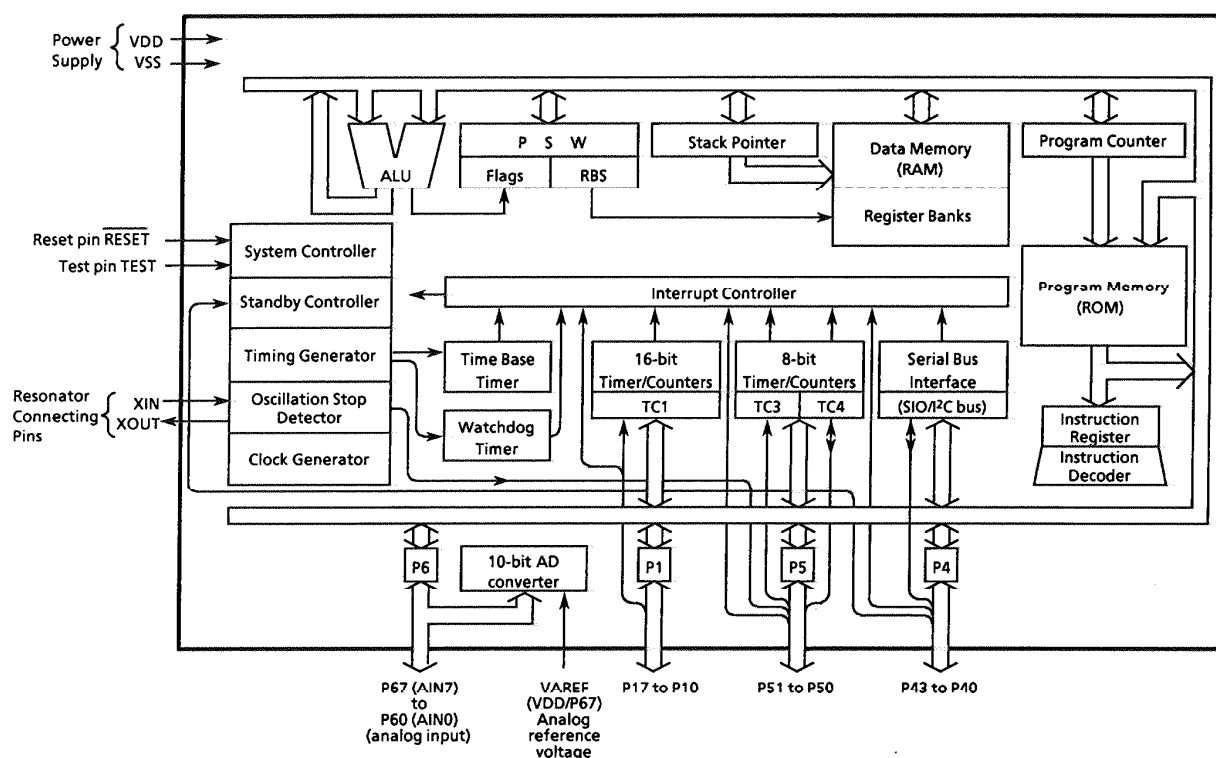 Power
Supply
VDD
VSS
P S W
Flags
RBS
ALU
Stack Pointer
Data Memory
(RAM)
Register Banks
Program Counter
Reset pin RESET
Test pin TEST
System Controller
Standby Controller
Timing Generator
Oscillation Stop
Detector
Clock Generator
Resonator
Connecting
Pins
XIN
XOUT
Interrupt Controller
Program Memory
(ROM)
Time Base
Timer
Watchdog
Timer
16-bit
Timer/Counters
TC1
8-bit
Timer/Counters
TC3
TC4
Serial Bus
Interface
(SIO/I²C bus)
Instruction
Register
Instruction
Decoder
P6
10-bit AD
converter
P1
P5
P4
P67 (AIN7)
to
P60 (AIN0)
(analog input)
VAREF
(VDD/P67)
Analog
reference
voltage
P17 to P10
P51 to P50
P43 to P40